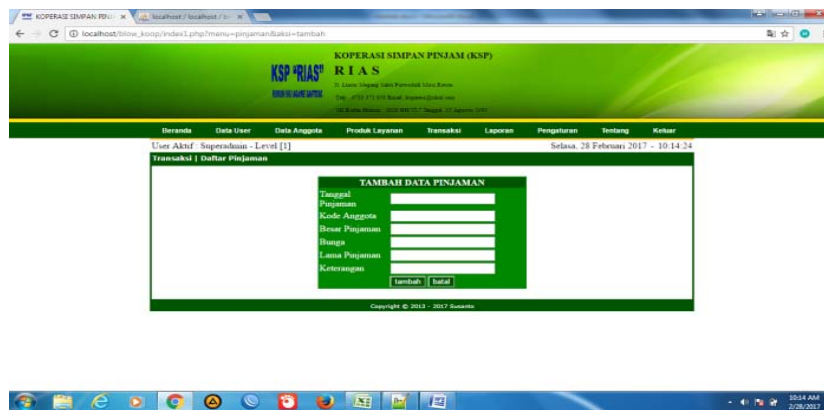 KOPERASI SIMPAN PINJ
localhost / localhost /
localhost/blow_koop/index1.php?menu=pinjaman&aksi=tambah
KSP "RIAS"
KOPERASI SIMPAN PINJAM (KSP)
R I A S
Beranda Data User Data Anggota Produk Layanan Transaksi Laporan Pengaturan Tentang Keluar
User Aktif : Superadmin - Level [1] Selasa, 28 Februari 2017 - 10:14:24
Transaksi | Daftar Pinjaman
TAMBAH DATA PINJAMAN
Tanggal
Pinjaman
Kode Anggota
Besar Pinjaman
Bunga
Lama Pinjaman
Keterangan
tambah batal
Copyright © 2013 - 2017 Susanto
10:14 AM
2/28/2017